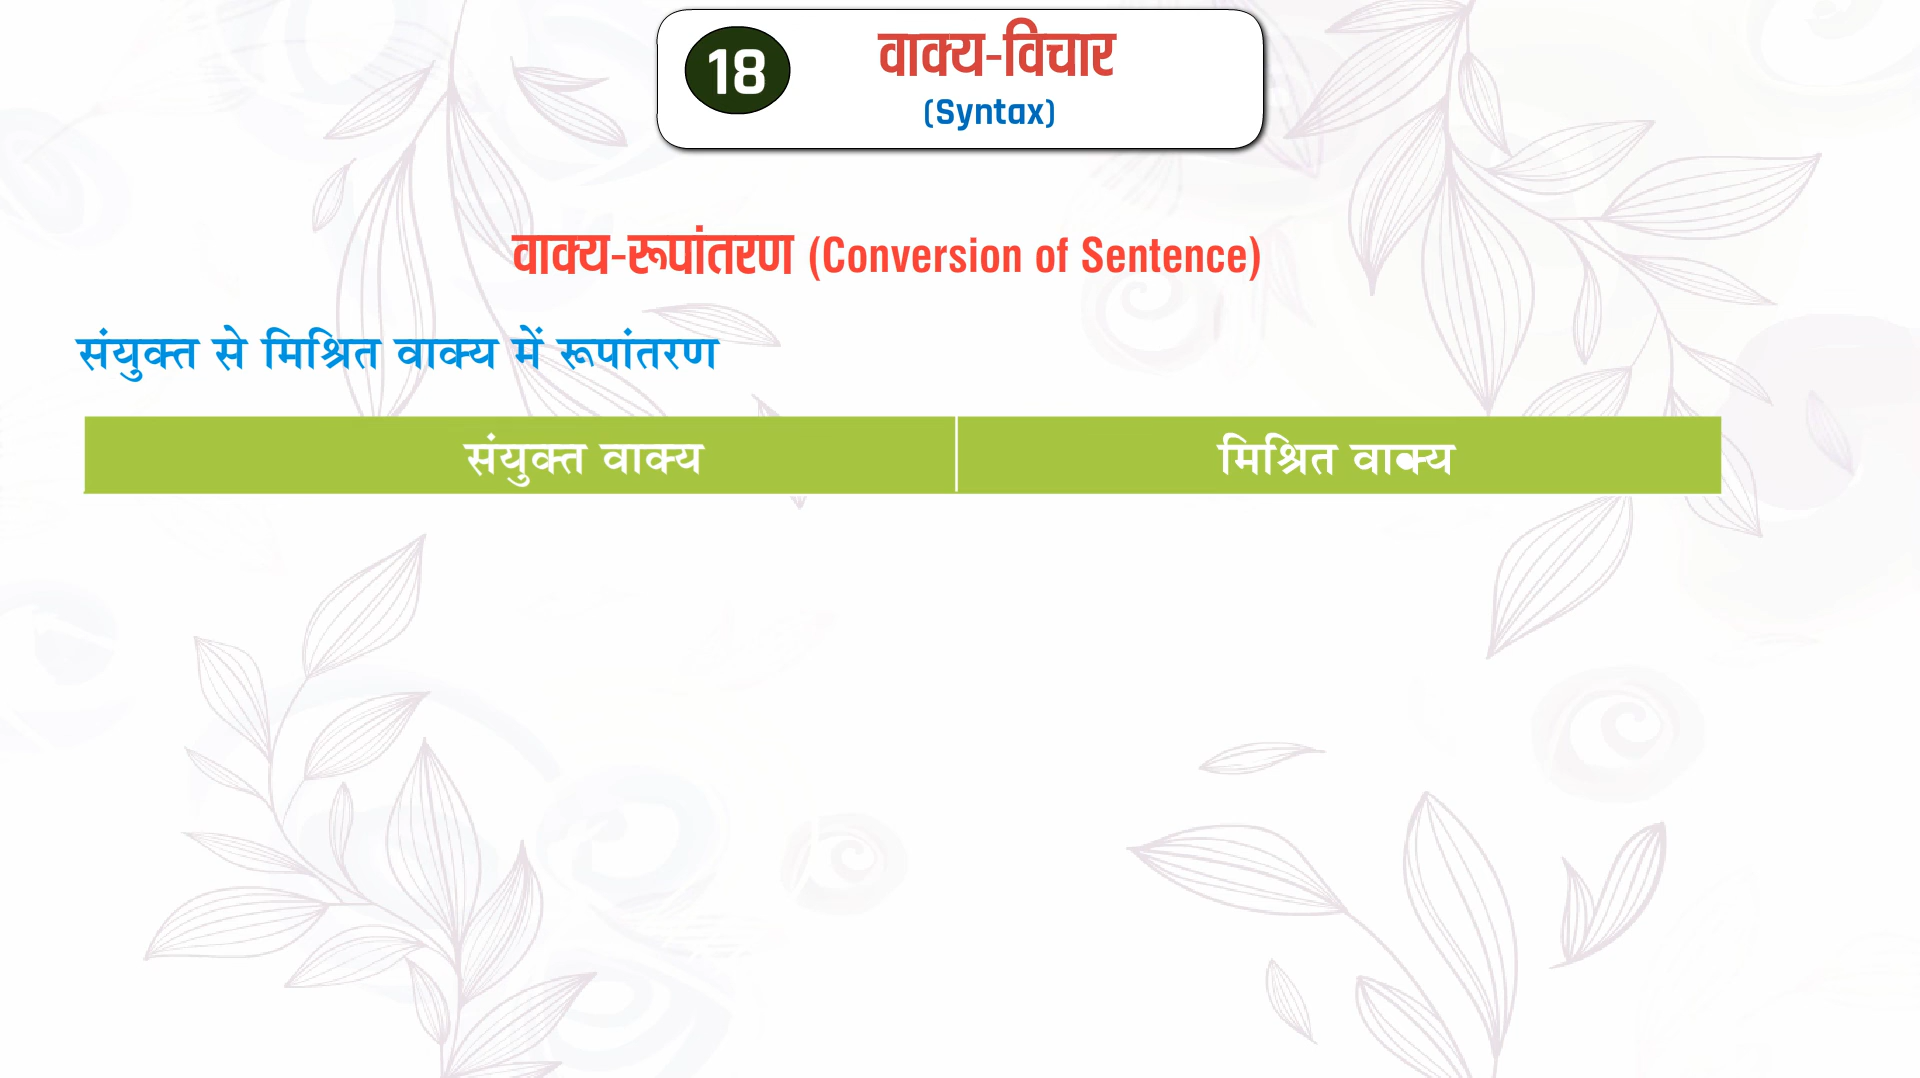 18
वाक्य-विचार
(Syntax)
वाक्य-रूपांतरण (Conversion of Sentence)
संयुक्त से मिश्रित वाक्य में रूपांतरण
संयुक्त वाक्य
मिश्रित वाक्य